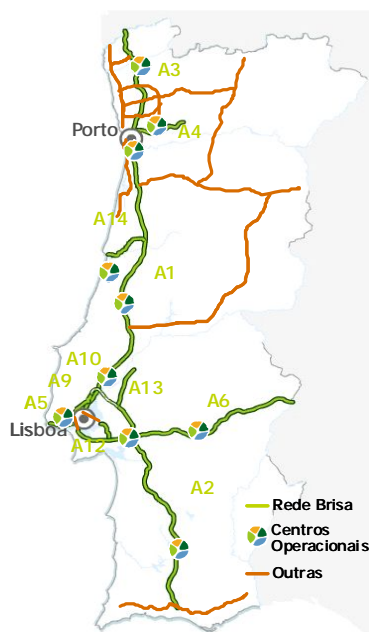 A3
Porto
A4
A14
A1
A10
A9
A13
A5
A6
Lisboa
A12
A2
Rede Brisa
Centros
Operacionais
Outras